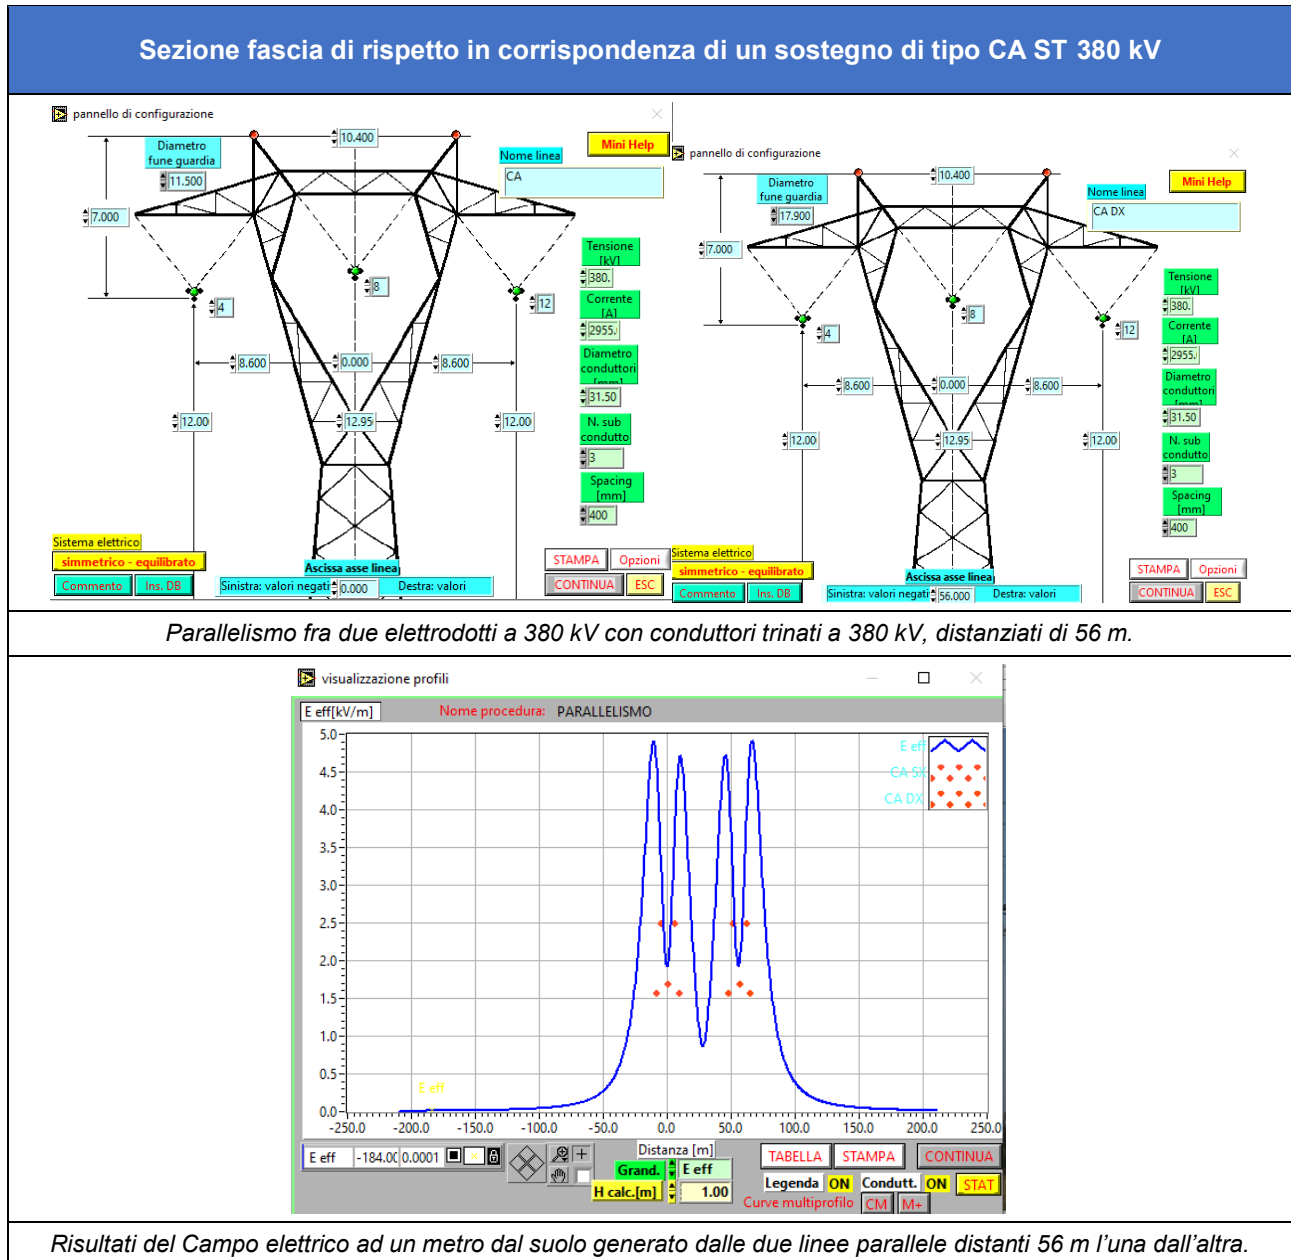 Sezione fascia di rispetto in corrispondenza di un sostegno di tipo CA ST 380 kV
pannello di configurazione
10.400
Mini Help
Diametro
fune guardia
11.500
Nome linea
CA
7.000
Tensione
[kV]
380.
8
4
12
Corrente
[A]
2955.
8.600
0.000
8.600
Diametro
conduttori
[mm]
31.50
12.00
12.95
12.00
N. sub
condutto
3
Spacing
[mm]
400
Sistema elettrico
simmetrico - equilibrato
Commento
Ins. DB
Ascissa asse linea
Sinistra: valori negati
0.000
Destra: valori
STAMPA
Opzioni
CONTINUA
ESC
pannello di configurazione
10.400
Mini Help
Diametro
fune guardia
17.900
Nome linea
CA DX
7.000
Tensione
[kV]
380.
8
4
12
Corrente
[A]
2955.
8.600
0.000
8.600
Diametro
conduttori
[mm]
31.50
12.00
12.95
12.00
N. sub
condutto
3
Spacing
[mm]
400
Sistema elettrico
simmetrico - equilibrato
Commento
Ins. DB
Ascissa asse linea
Sinistra: valori negati
56.000
Destra: valori
STAMPA
Opzioni
CONTINUA
ESC
Parallelismo fra due elettrodotti a 380 kV con conduttori trinati a 380 kV, distanziati di 56 m.
visualizzazione profili
E eff[kV/m]
Nome procedura: PARALLELISMO
5.0
4.5
4.0
3.5
3.0
2.5
2.0
1.5
1.0
0.5
0.0
E eff
CA SX
CA DX
E eff
-250.0 -200.0 -150.0 -100.0 -50.0 0.0 50.0 100.0 150.0 200.0 250.0
Distanza [m]
E eff -184.00 0.0001
Grand. E eff
H calc.[m] 1.00
TABELLA STAMPA CONTINUA
Legenda ON Condutt. ON STAT
Curve multiprofilo CM M+
Risultati del Campo elettrico ad un metro dal suolo generato dalle due linee parallele distanti 56 m l'una dall'altra.